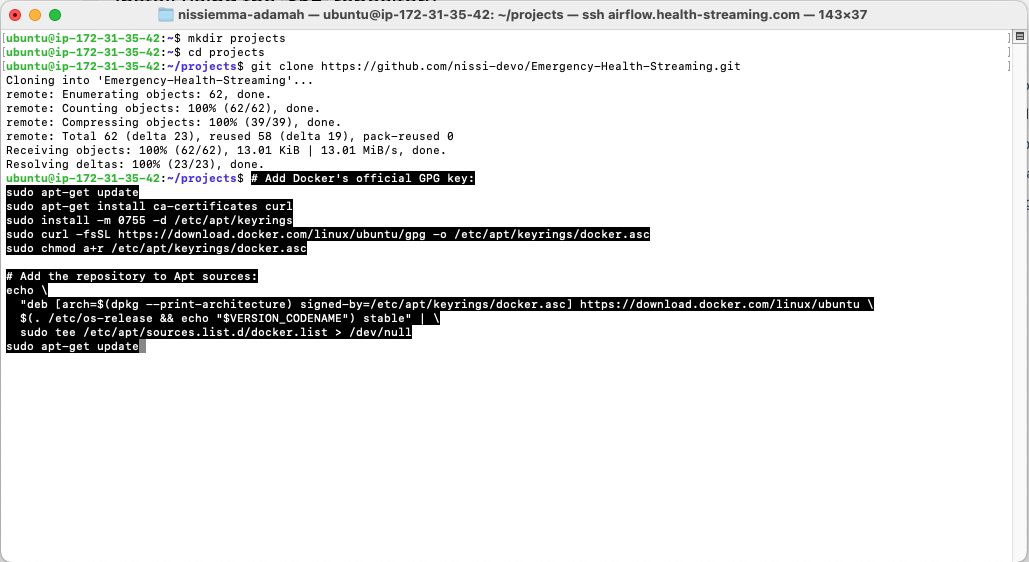 nissiemma-adamah — ubuntu@ip-172-31-35-42: ~/projects — ssh airflow.health-streaming.com — 143×37
[ubuntu@ip-172-31-35-42:~$ mkdir projects ]
[ubuntu@ip-172-31-35-42:~$ cd projects ]
[ubuntu@ip-172-31-35-42:~/projects$ git clone https://github.com/nissi-devo/Emergency-Health-Streaming.git ]
Cloning into 'Emergency-Health-Streaming'...
remote: Enumerating objects: 62, done.
remote: Counting objects: 100% (62/62), done.
remote: Compressing objects: 100% (39/39), done.
remote: Total 62 (delta 23), reused 58 (delta 19), pack-reused 0
Receiving objects: 100% (62/62), 13.01 KiB | 13.01 MiB/s, done.
Resolving deltas: 100% (23/23), done.
ubuntu@ip-172-31-35-42:~/projects$ # Add Docker's official GPG key:
sudo apt-get update
sudo apt-get install ca-certificates curl
sudo install -m 0755 -d /etc/apt/keyrings
sudo curl -fsSL https://download.docker.com/linux/ubuntu/gpg -o /etc/apt/keyrings/docker.asc
sudo chmod a+r /etc/apt/keyrings/docker.asc

# Add the repository to Apt sources:
echo \
  "deb [arch=$(dpkg --print-architecture) signed-by=/etc/apt/keyrings/docker.asc] https://download.docker.com/linux/ubuntu \
  $(. /etc/os-release && echo "$VERSION_CODENAME") stable" | \
  sudo tee /etc/apt/sources.list.d/docker.list > /dev/null
sudo apt-get update